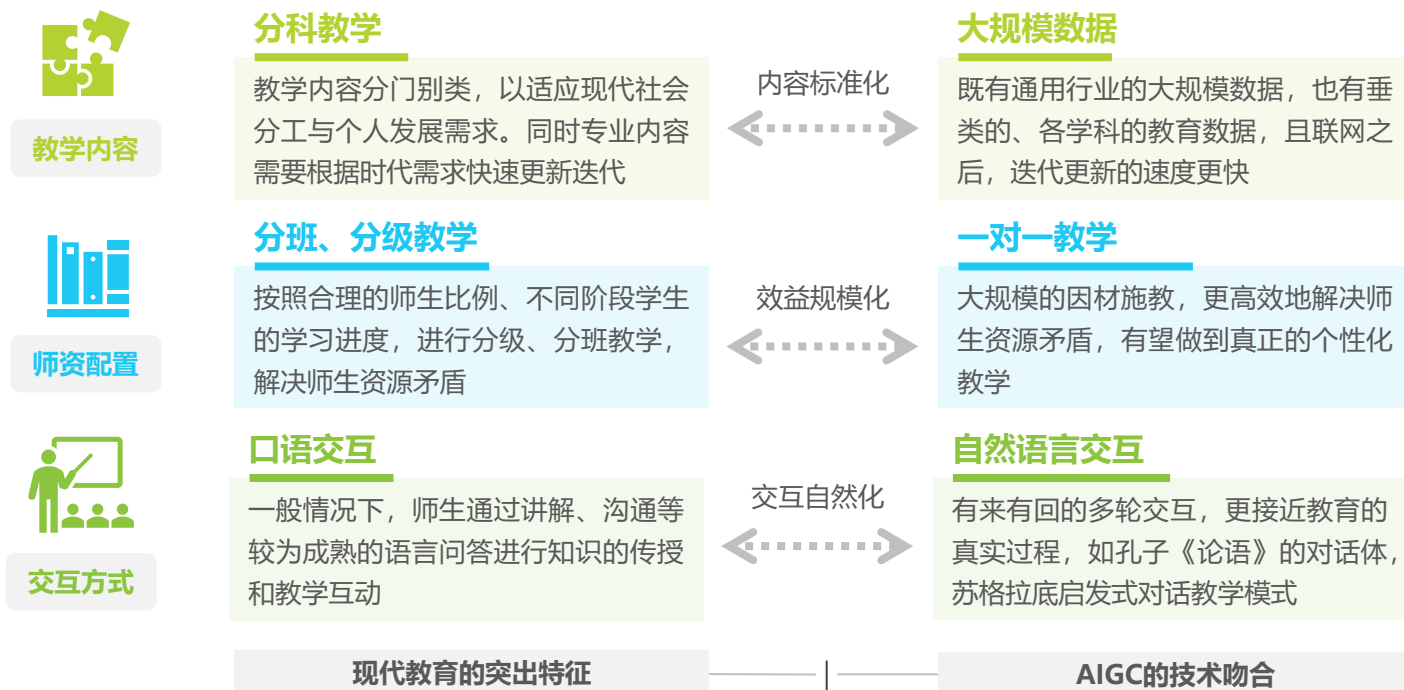 教学内容
分科教学
教学内容分门别类，以适应现代社会
分工与个人发展需求。同时专业内容
需要根据时代需求快速更新迭代
内容标准化
大规模数据
既有通用行业的大规模数据，也有垂
类的、各学科的教育数据，且联网之
后，迭代更新的速度更快
师资配置
分班、分级教学
按照合理的师生比例、不同阶段学生
的学习进度，进行分级、分班教学，
解决师生资源矛盾
效益规模化
一对一教学
大规模的因材施教，更高效地解决师
生资源矛盾，有望做到真正的个性化
教学
交互方式
口语交互
一般情况下，师生通过讲解、沟通等
较为成熟的语言问答进行知识的传授
和教学互动
交互自然化
自然语言交互
有来有回的多轮交互，更接近教育的
真实过程，如孔子《论语》的对话体，
苏格拉底启发式对话教学模式
现代教育的突出特征
AIGC的技术吻合